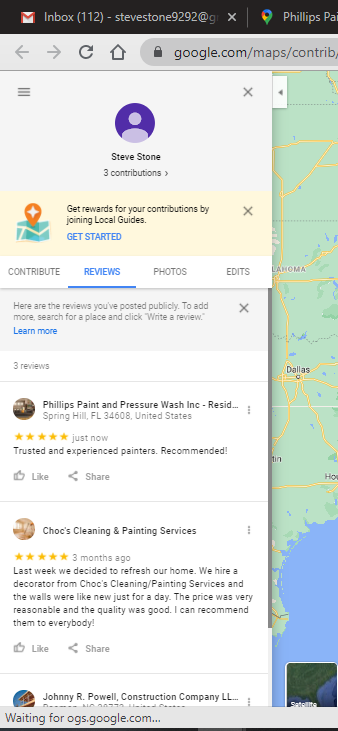 Inbox (112) - stevestone9292@g
Phillips Pai
google.com/maps/contrib/
Steve Stone
3 contributions
Get rewards for your contributions by
joining Local Guides.
GET STARTED
CONTRIBUTE REVIEWS PHOTOS EDITS
Here are the reviews you've posted publicly. To add
more, search for a place and click "Write a review."
Learn more
3 reviews
Phillips Paint and Pressure Wash Inc - Resid...
Spring Hill, FL 34608, United States
just now
Trusted and experienced painters. Recommended!
Like Share
Choc's Cleaning & Painting Services
3 months ago
Last week we decided to refresh our home. We hire a
decorator from Choc's Cleaning/Painting Services and
the walls were like new just for a day. The price was very
reasonable and the quality was good. I can recommend
them to everybody!
Like Share
Johnny R. Powell, Construction Company LL...
Waiting for ogs.google.com...
LAHOMA
Dallas
tin
Hou
Satellite